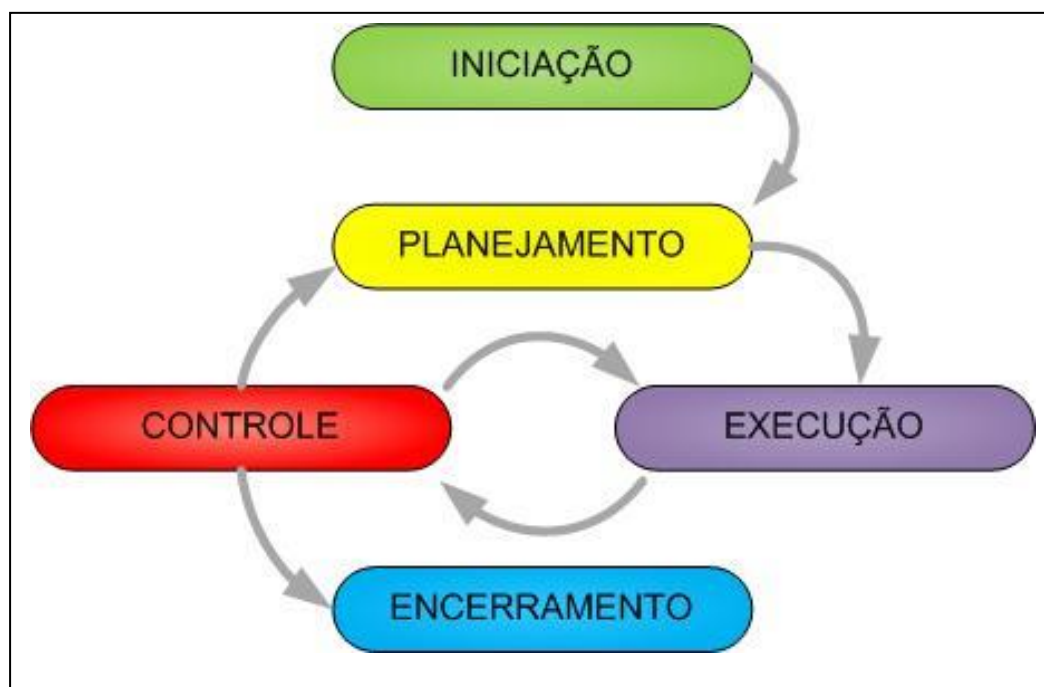 INICIAÇÃO
PLANEJAMENTO
CONTROLE
EXECUÇÃO
ENCERRAMENTO